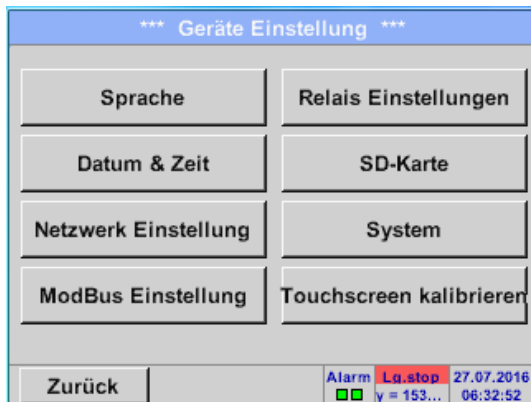 *** Geräte Einstellung ***
Sprache
Relais Einstellungen
Datum & Zeit
SD-Karte
Netzwerk Einstellung
System
ModBus Einstellung
Touchscreen kalibrieren
Zurück
Alarm
Lg.stop
y = 153...
27.07.2016
06:32:52